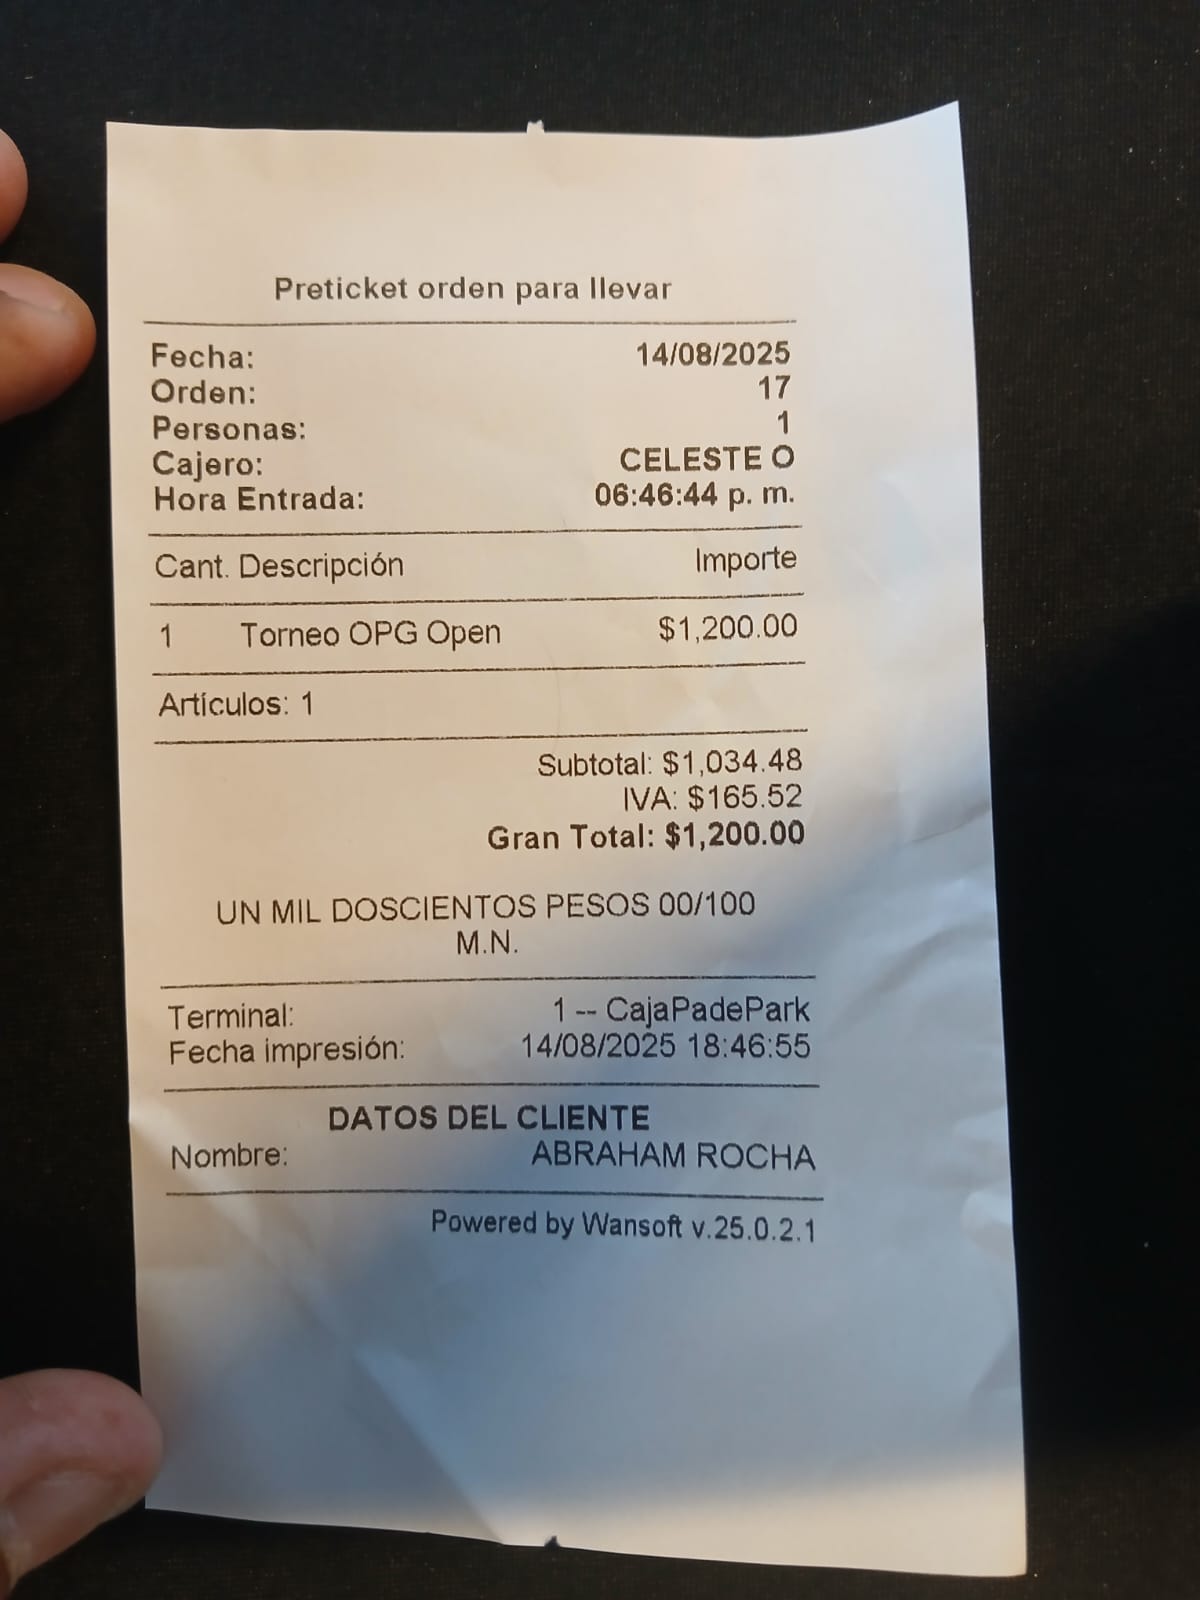 Preticket orden para llevar
Fecha: 14/08/2025
Orden: 17
Personas: 1
Cajero: CELESTE O
Hora Entrada: 06:46:44 p. m.
Cant. Descripción Importe
1 Torneo OPG Open $1,200.00
Artículos: 1
Subtotal: $1,034.48
IVA: $165.52
Gran Total: $1,200.00
UN MIL DOSCIENTOS PESOS 00/100
M.N.
Terminal: 1 -- CajaPadePark
Fecha impresión: 14/08/2025 18:46:55
DATOS DEL CLIENTE
Nombre: ABRAHAM ROCHA
Powered by Wansoft v.25.0.2.1